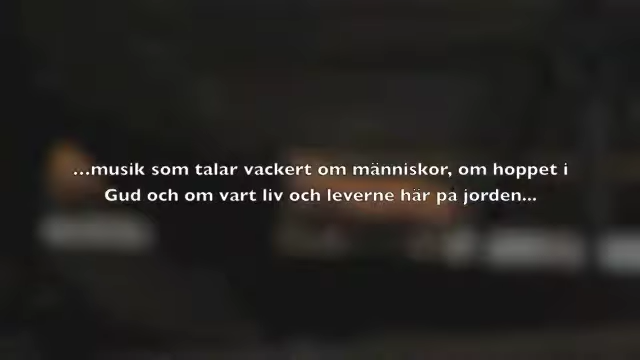 ...musik som talar vackert om människor, om hoppet i
Gud och om vart liv och leverne här pa jorden...